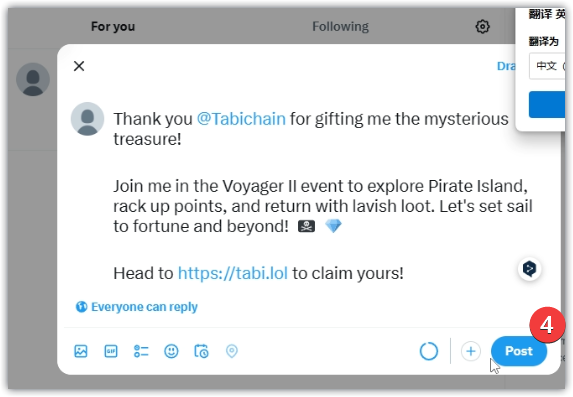 For you
Following
翻译 英
翻译为
中文 (
Dra
Thank you @Tabichain for gifting me the mysterious
treasure!
Join me in the Voyager II event to explore Pirate Island,
rack up points, and return with lavish loot. Let's set sail
to fortune and beyond! 🏴‍☠️ 💎
Head to https://tabi.lol to claim yours!
Everyone can reply
GIF
4
Post